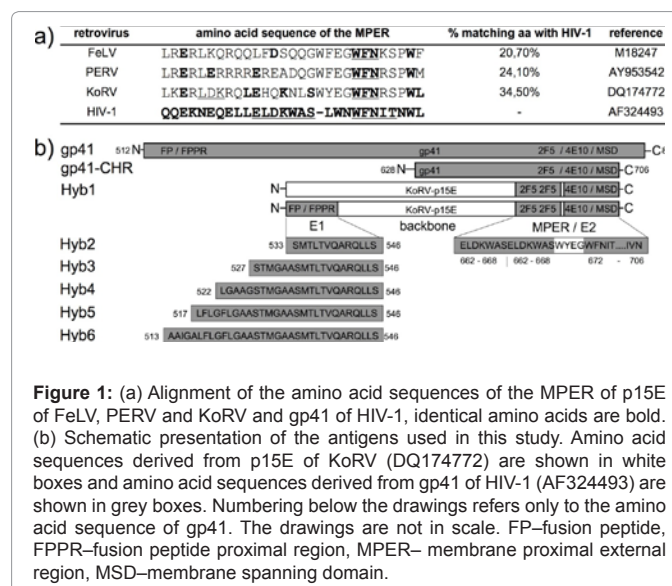 a) retrovirus amino acid sequence of the MPER % matching aa with HIV-1 reference
FeLV LRERLKQRQQLFDSQQGWFEGWFNKSPWF 20,70% M18247
PERV LRERLERRRREREADQGWFEGWFNRSPWM 24,10% AY953542
KoRV LKERLDKRQLEHQKNLSWYEGWFNRSPWL 34,50% DQ174772
HIV-1 QQEKNEQELLELDKWAS-LWNWFNITNWL - AF324493
b) gp41 512 N- FP / FPPR gp41 2F5 / 4E10 / MSD -C
gp41-CHR 628 N- gp41 2F5 / 4E10 / MSD -C 706
Hyb1 N- KoRV-p15E 2F5 2F5 4E10 / MSD -C
N- FP / FPPR KoRV-p15E 2F5 2F5 4E10 / MSD -C
E1 backbone MPER / E2
Hyb2 533 SMTLTVQARQLLS 546 ELDKWASELDKWASWYEGWFNIT....IVN
662 - 668 | 662 - 668 672 - 706
Hyb3 527 STMGAASMTLTVQARQLLS 546
Hyb4 522 LGAAGSTMGAASMTLTVQARQLLS 546
Hyb5 517 LFLGFLGAASTMGAASMTLTVQARQLLS 546
Hyb6 513 AAIGALFLGFLGAASTMGAASMTLTVQARQLLS 546
Figure 1: (a) Alignment of the amino acid sequences of the MPER of p15E
of FeLV, PERV and KoRV and gp41 of HIV-1, identical amino acids are bold.
(b) Schematic presentation of the antigens used in this study. Amino acid
sequences derived from p15E of KoRV (DQ174772) are shown in white
boxes and amino acid sequences derived from gp41 of HIV-1 (AF324493) are
shown in grey boxes. Numbering below the drawings refers only to the amino
acid sequence of gp41. The drawings are not in scale. FP–fusion peptide,
FPPR–fusion peptide proximal region, MPER– membrane proximal external
region, MSD–membrane spanning domain.